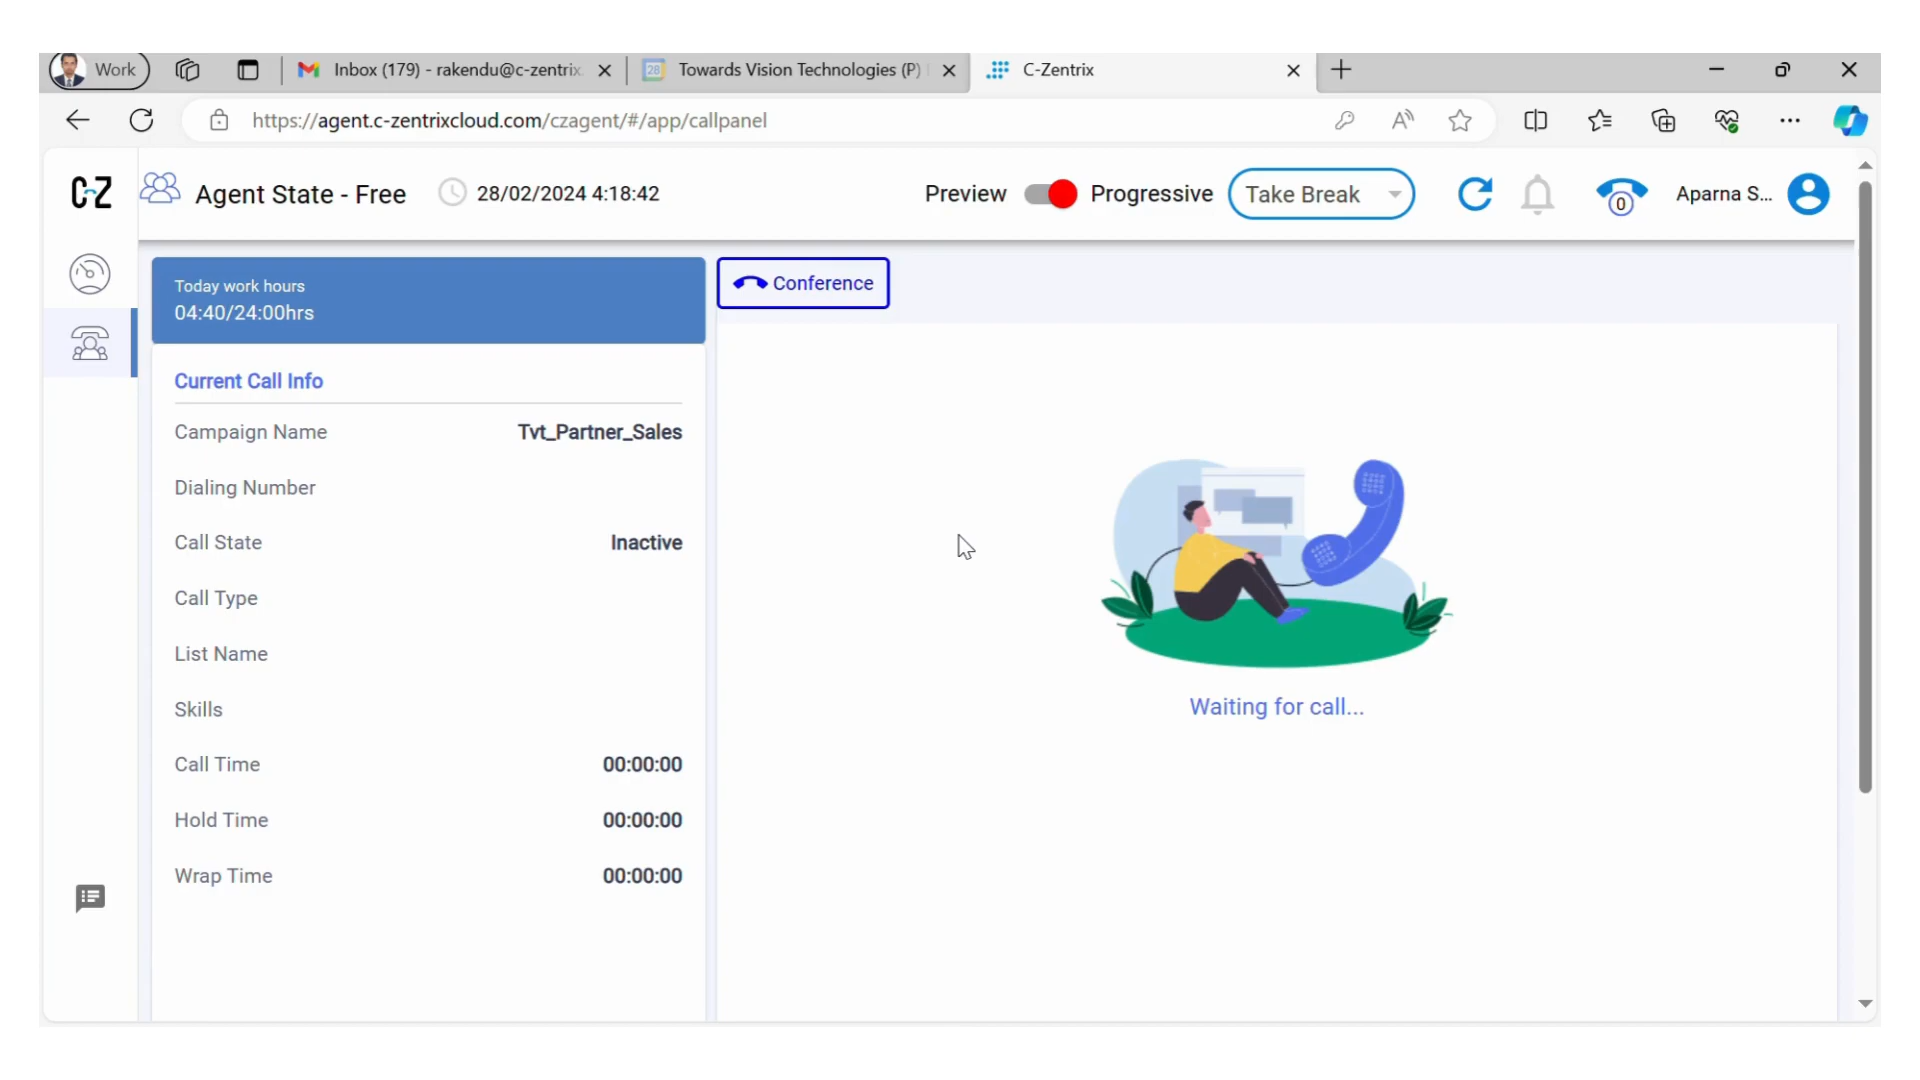 Work
Inbox (179) - rakendu@c-zentrix
28
Towards Vision Technologies (P)
C-Zentrix
https://agent.c-zentrixcloud.com/czagent/#/app/callpanel
C-Z
Agent State - Free
28/02/2024 4:18:42
Preview
Progressive
Take Break
0
Aparna S...
Today work hours
04:40/24:00hrs
Conference
Current Call Info
Campaign Name Tvt_Partner_Sales
Dialing Number
Call State Inactive
Call Type
List Name
Skills
Call Time 00:00:00
Hold Time 00:00:00
Wrap Time 00:00:00
Waiting for call...